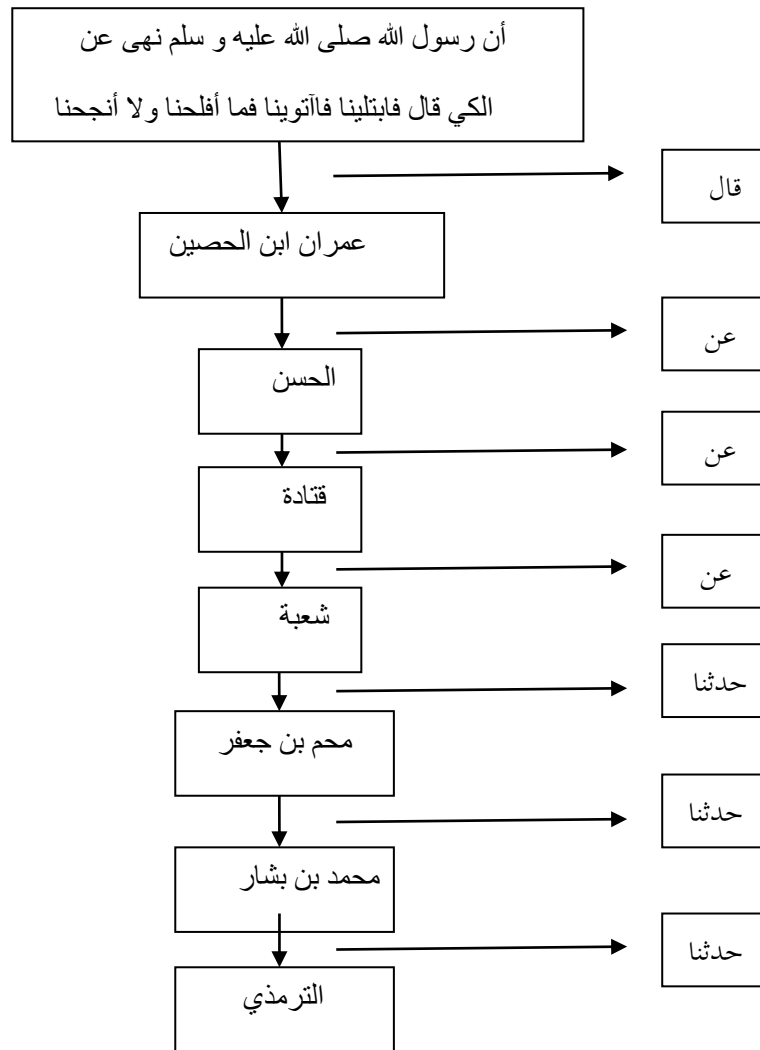 أن رسول الله صلى الله عليه و سلم نهى عن
الكي قال فابتلينا فاآتوينا فما أفلحنا ولا أنجحنا
قال
عمران ابن الحصين
عن
الحسن
عن
قتادة
عن
شعبة
حدثنا
محم بن جعفر
حدثنا
محمد بن بشار
حدثنا
الترمذي